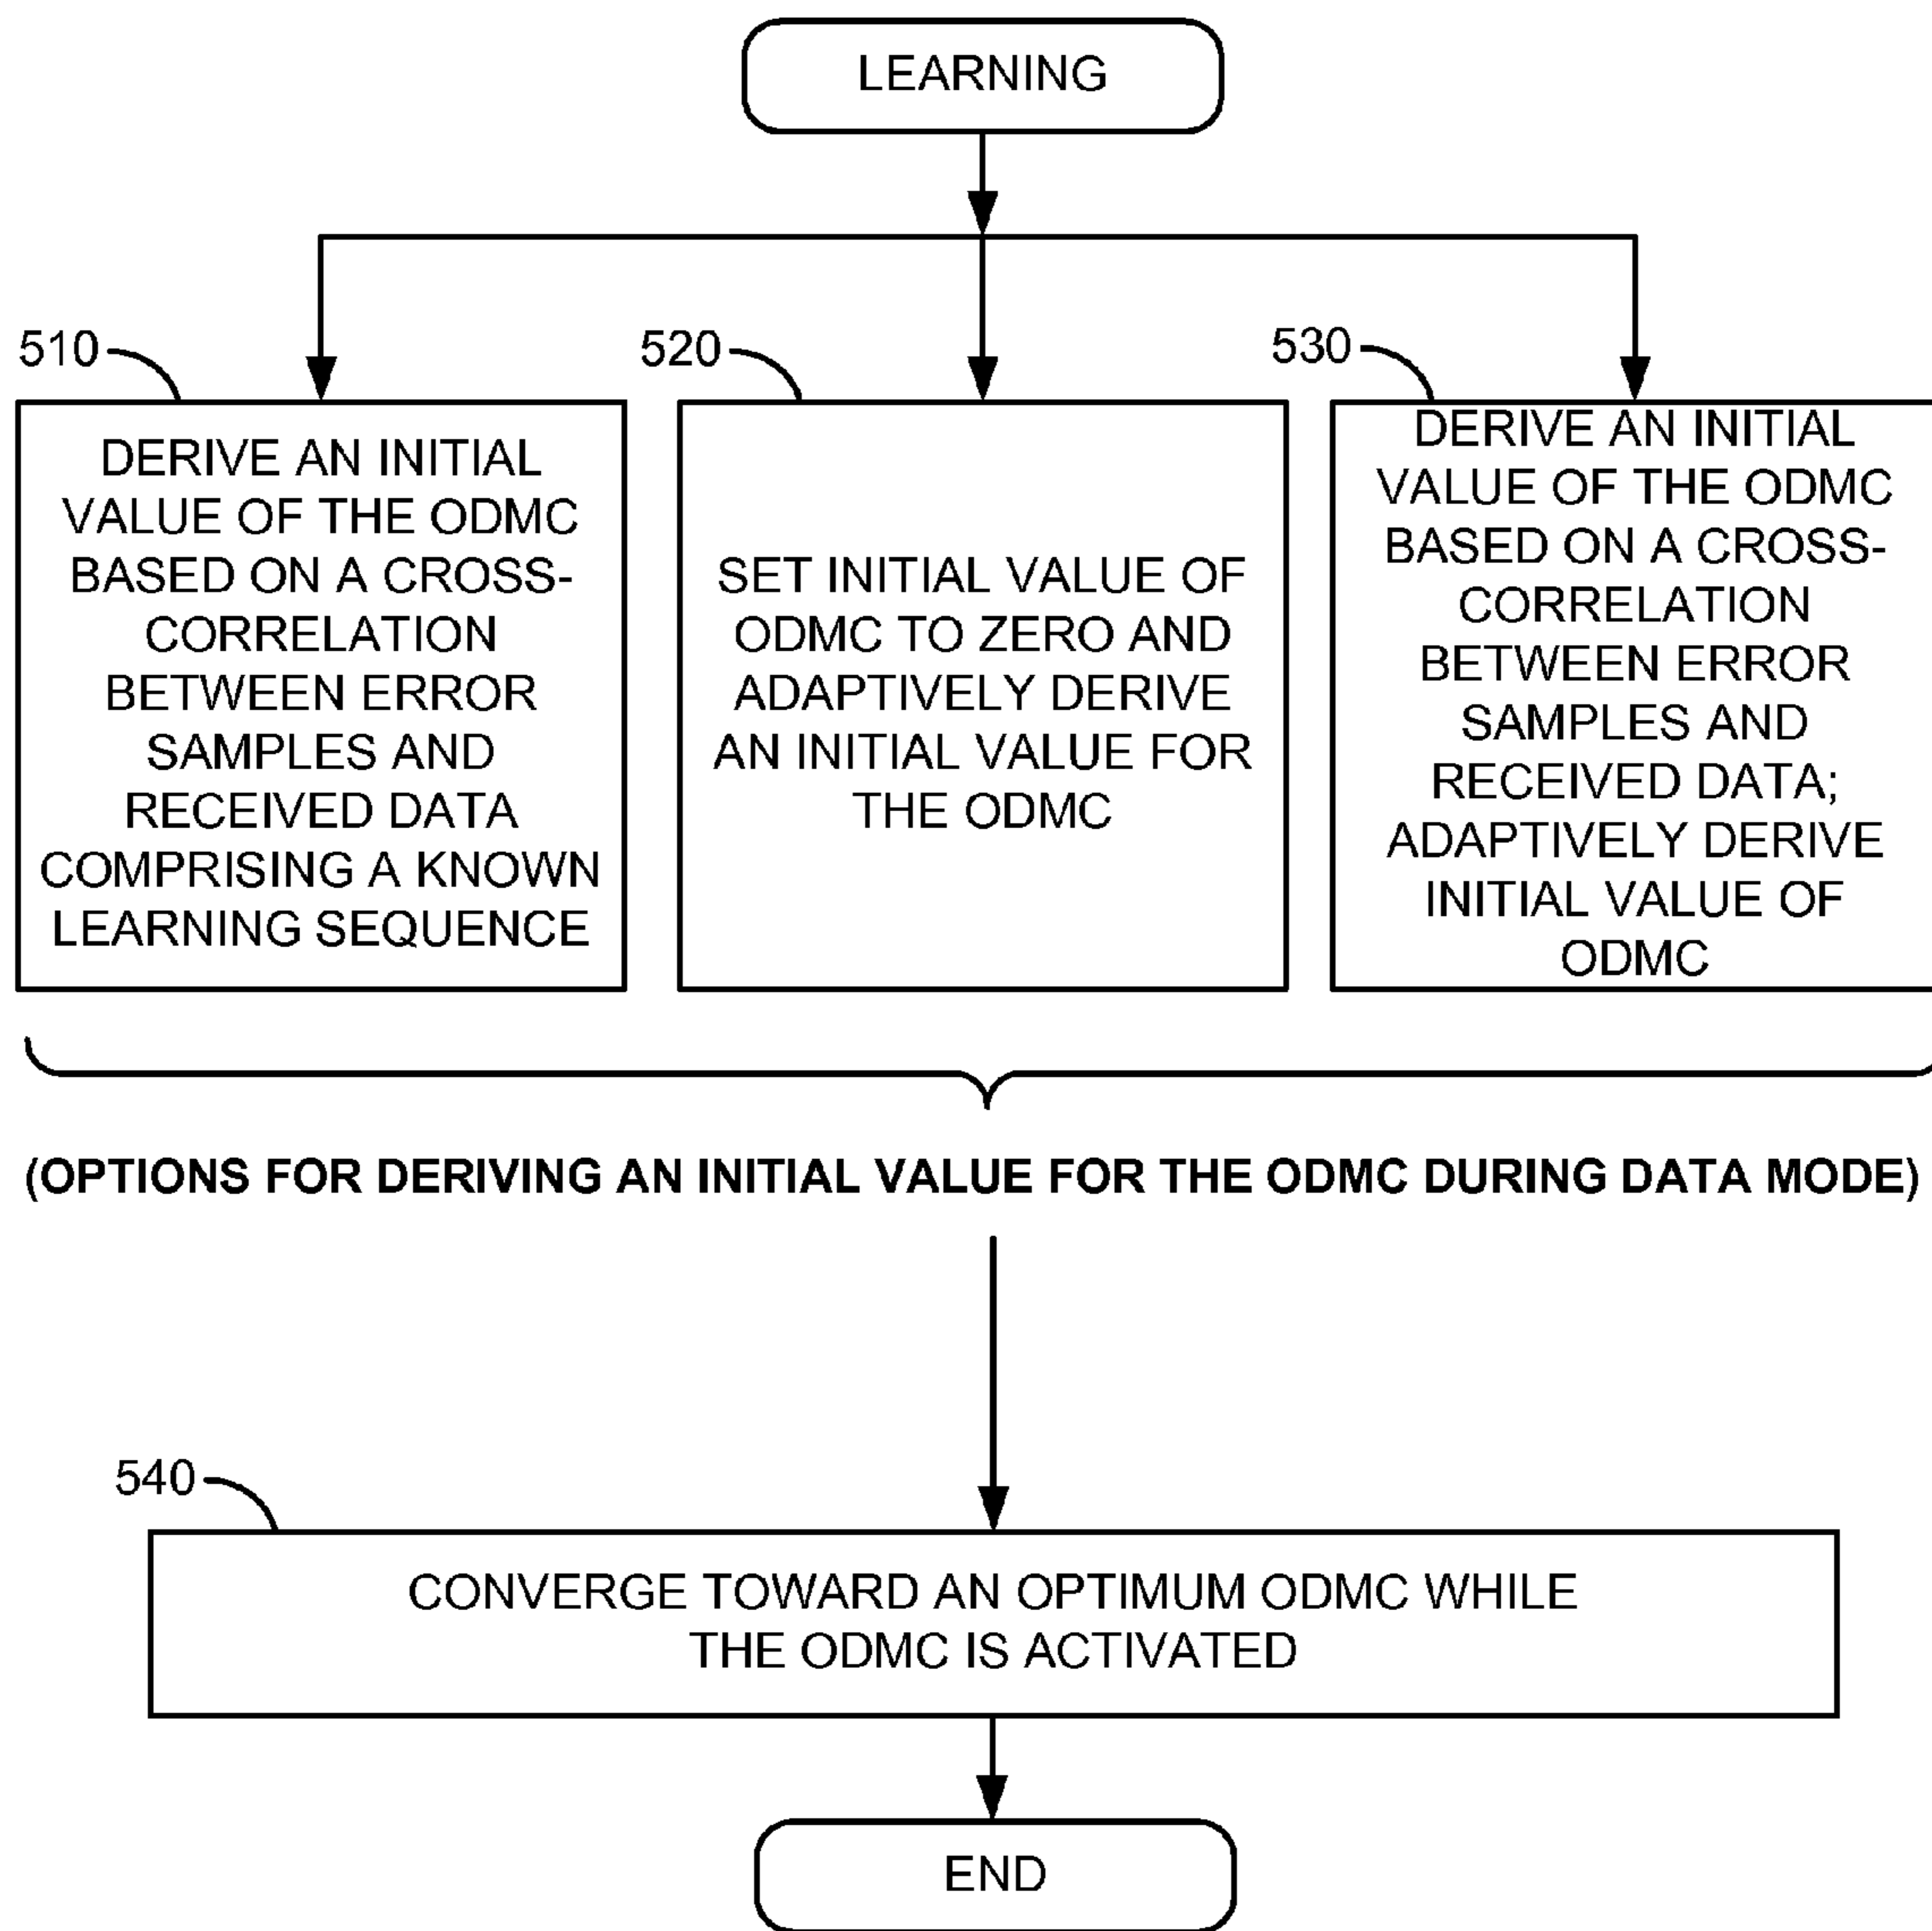 LEARNING
510
DERIVE AN INITIAL
VALUE OF THE ODMC
BASED ON A CROSS-
CORRELATION
BETWEEN ERROR
SAMPLES AND
RECEIVED DATA
COMPRISING A KNOWN
LEARNING SEQUENCE
520
SET INITIAL VALUE OF
ODMC TO ZERO AND
ADAPTIVELY DERIVE
AN INITIAL VALUE FOR
THE ODMC
530
DERIVE AN INITIAL
VALUE OF THE ODMC
BASED ON A CROSS-
CORRELATION
BETWEEN ERROR
SAMPLES AND
RECEIVED DATA;
ADAPTIVELY DERIVE
INITIAL VALUE OF
ODMC
(OPTIONS FOR DERIVING AN INITIAL VALUE FOR THE ODMC DURING DATA MODE)
540
CONVERGE TOWARD AN OPTIMUM ODMC WHILE
THE ODMC IS ACTIVATED
END